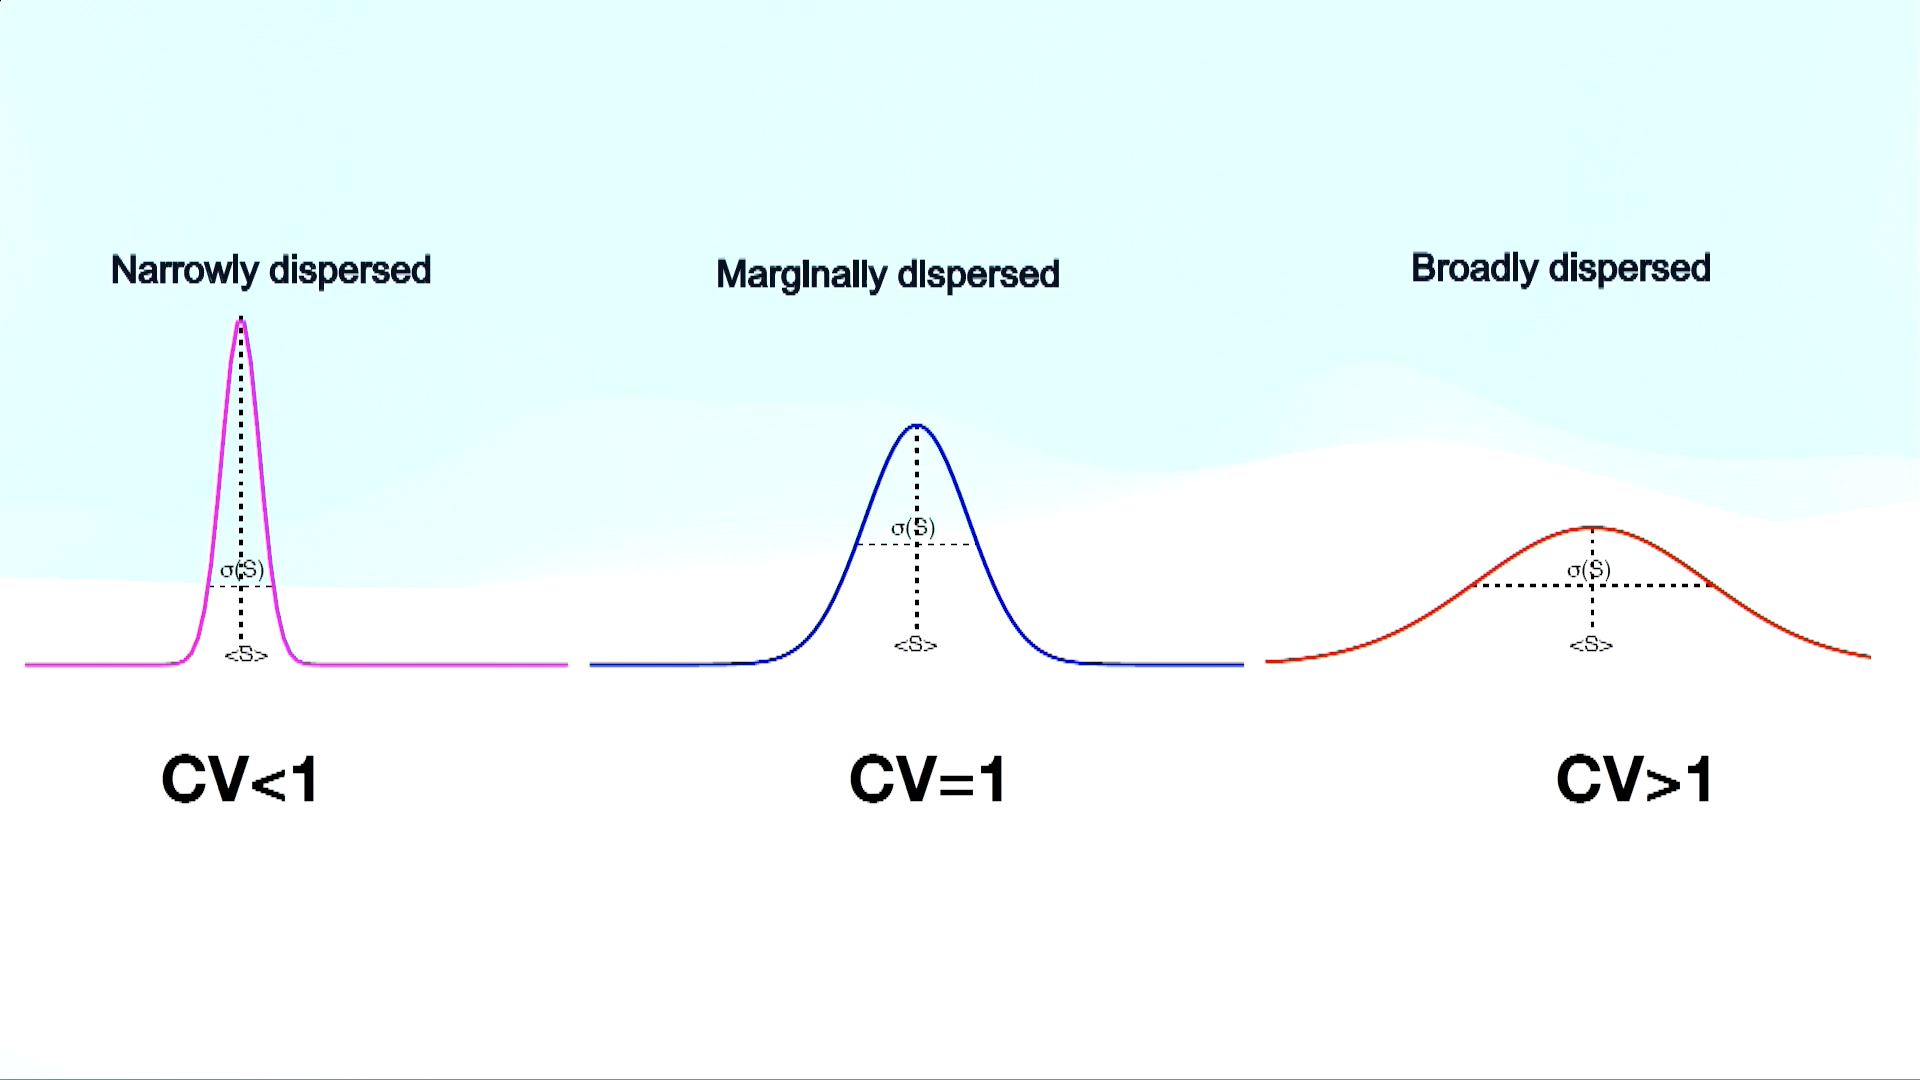 Narrowly dispersed
MargInally dIspersed
Broadly dispersed
σ(S)
<S>
σ(S)
<S>
σ(S)
<S>
CV<1
CV=1
CV>1